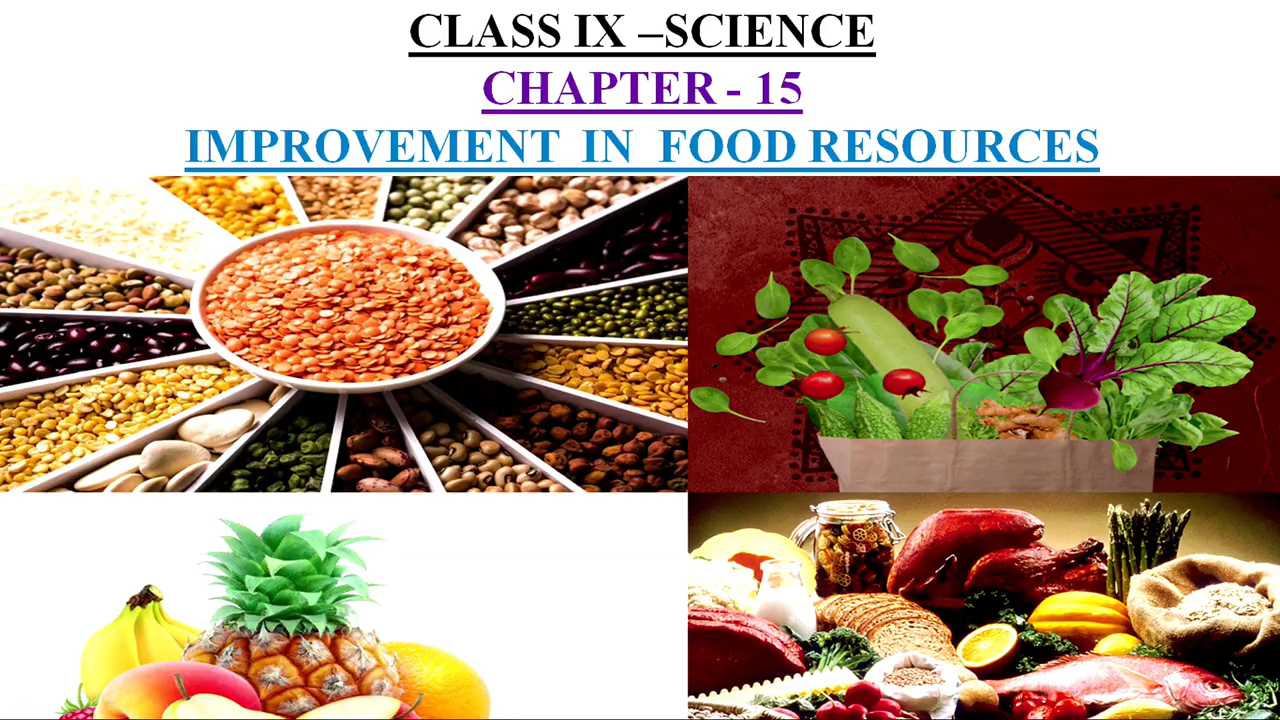 CLASS IX –SCIENCE
CHAPTER - 15
IMPROVEMENT IN FOOD RESOURCES